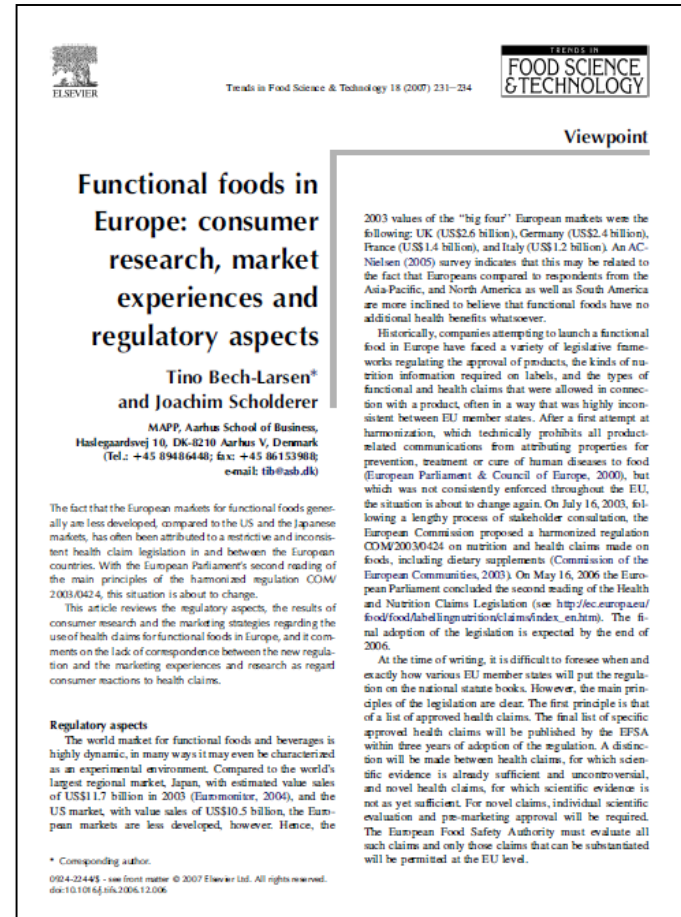 ELSEVIER
Trends in Food Science & Technology 18 (2007) 231–234
TRENDS IN
FOOD SCIENCE
& TECHNOLOGY
Viewpoint
Functional foods in
Europe: consumer
research, market
experiences and
regulatory aspects
Tino Bech-Larsen*
and Joachim Scholderer
MAPP, Aarhus School of Business,
Haslegaardsvej 10, DK-8210 Aarhus V, Denmark
(Tel.: +45 89486448; fax: +45 86153988;
e-mail: tib@asb.dk)
The fact that the European markets for functional foods gener-
ally are less developed, compared to the US and the Japanese
markets, has often been attributed to a restrictive and inconsis-
tent health claim legislation in and between the European
countries. With the European Parliament's second reading of
the main principles of the harmonized regulation COM/
2003/0424, this situation is about to change.
This article reviews the regulatory aspects, the results of
consumer research and the marketing strategies regarding the
use of health claims for functional foods in Europe, and it com-
ments on the lack of correspondence between the new regula-
tion and the marketing experiences and research as regard
consumer reactions to health claims.
Regulatory aspects
The world market for functional foods and beverages is
highly dynamic, in many ways it may even be characterized
as an experimental environment. Compared to the world's
largest regional market, Japan, with estimated value sales
of US$11.7 billion in 2003 (Euromonitor, 2004), and the
US market, with value sales of US$10.5 billion, the Euro-
pean markets are less developed, however. Hence, the
* Corresponding author.
0924-2244/$ - see front matter © 2007 Elsevier Ltd. All rights reserved.
doi:10.1016/j.tifs.2006.12.006
2003 values of the "big four" European markets were the
following: UK (US$2.6 billion), Germany (US$2.4 billion),
France (US$1.4 billion), and Italy (US$1.2 billion). An AC-
Nielsen (2005) survey indicates that this may be related to
the fact that Europeans compared to respondents from the
Asia-Pacific, and North America as well as South America
are more inclined to believe that functional foods have no
additional health benefits whatsoever.
Historically, companies attempting to launch a functional
food in Europe have faced a variety of legislative frame-
works regulating the approval of products, the kinds of nu-
trition information required on labels, and the types of
functional and health claims that were allowed in connec-
tion with a product, often in a way that was highly incon-
sistent between EU member states. After a first attempt at
harmonization, which technically prohibits all product-
related communications from attributing properties for
prevention, treatment or cure of human diseases to food
(European Parliament & Council of Europe, 2000), but
which was not consistently enforced throughout the EU,
the situation is about to change again. On July 16, 2003, fol-
lowing a lengthy process of stakeholder consultation, the
European Commission proposed a harmonized regulation
COM/2003/0424 on nutrition and health claims made on
foods, including dietary supplements (Commission of the
European Communities, 2003). On May 16, 2006 the Euro-
pean Parliament concluded the second reading of the Health
and Nutrition Claims Legislation (see http://ec.europa.eu/
food/food/labellingnutrition/claims/index_en.htm). The fi-
nal adoption of the legislation is expected by the end of
2006.
At the time of writing, it is difficult to foresee when and
exactly how various EU member states will put the regula-
tion on the national statute books. However, the main prin-
ciples of the legislation are clear. The first principle is that
of a list of approved health claims. The final list of specific
approved health claims will be published by the EFSA
within three years of adoption of the regulation. A distinc-
tion will be made between health claims, for which scien-
tific evidence is already sufficient and uncontroversial,
and novel health claims, for which scientific evidence is
not as yet sufficient. For novel claims, individual scientific
evaluation and pre-marketing approval will be required.
The European Food Safety Authority must evaluate all
such claims and only those claims that can be substantiated
will be permitted at the EU level.